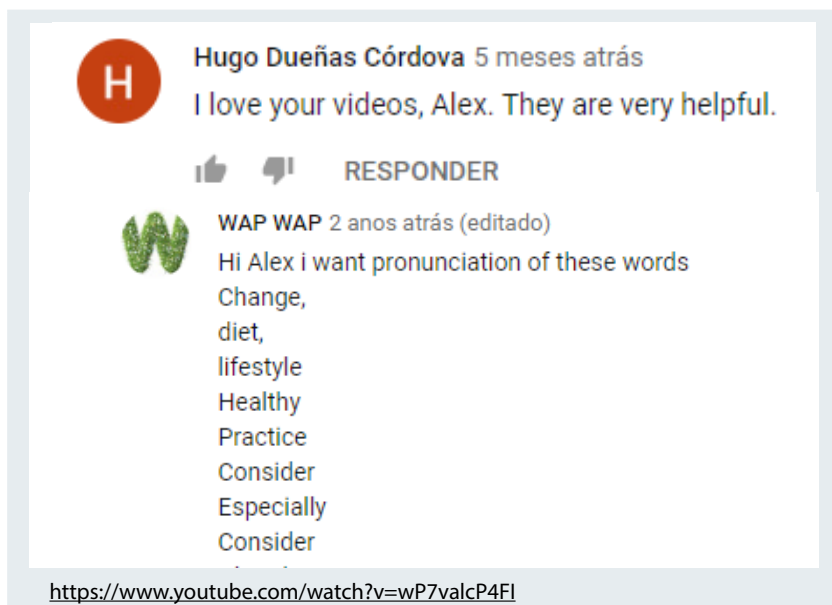 H
Hugo Dueñas Córdova 5 meses atrás
I love your videos, Alex. They are very helpful.
RESPONDER
WAP WAP 2 anos atrás (editado)
Hi Alex i want pronunciation of these words
Change,
diet,
lifestyle
Healthy
Practice
Consider
Especially
Consider
https://www.youtube.com/watch?v=wP7valcP4FI